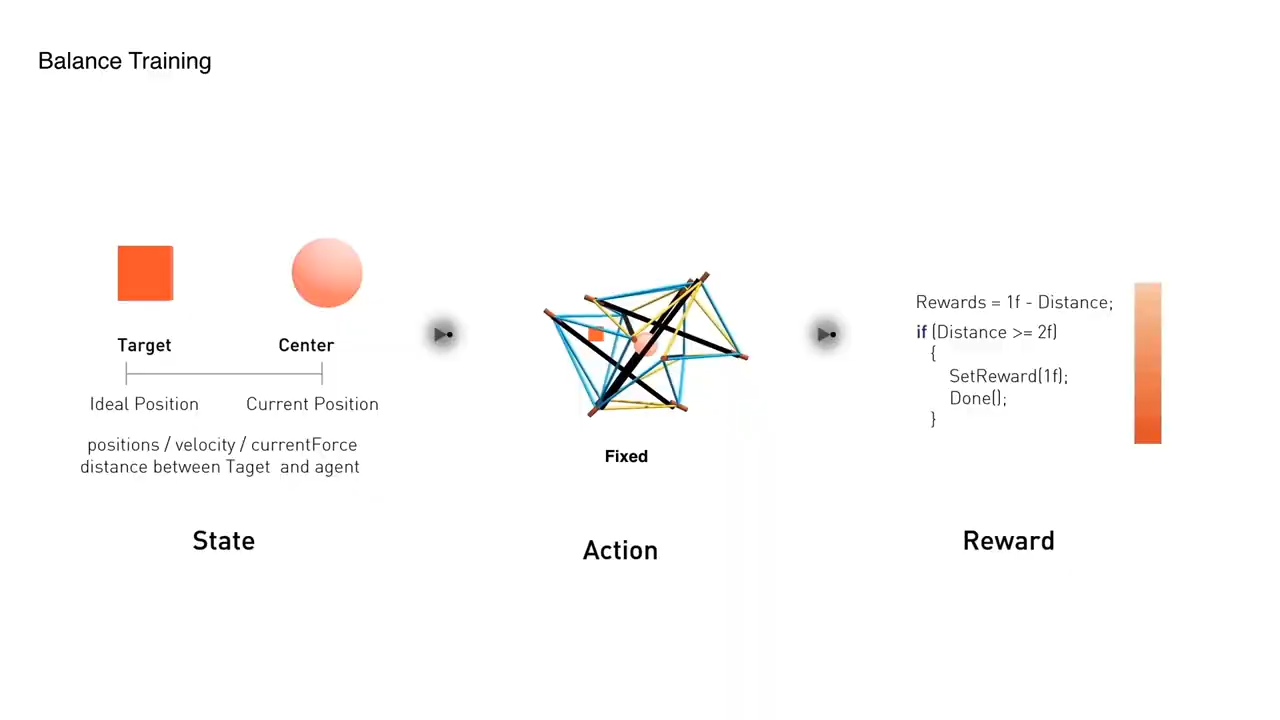 Balance Training
Target
Center
Ideal Position
Current Position
positions / velocity / currentForce
distance between Taget and agent
State
Fixed
Action
Rewards = 1f - Distance;
if (Distance >= 2f)
{
SetReward(1f);
Done();
}
Reward